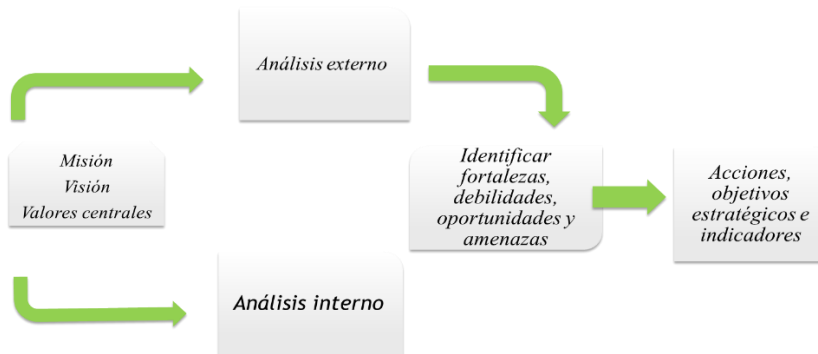 Análisis externo
Misión
Visión
Valores centrales
Identificar
fortalezas,
debilidades,
oportunidades y
amenazas
Acciones,
objetivos
estratégicos e
indicadores
Análisis interno